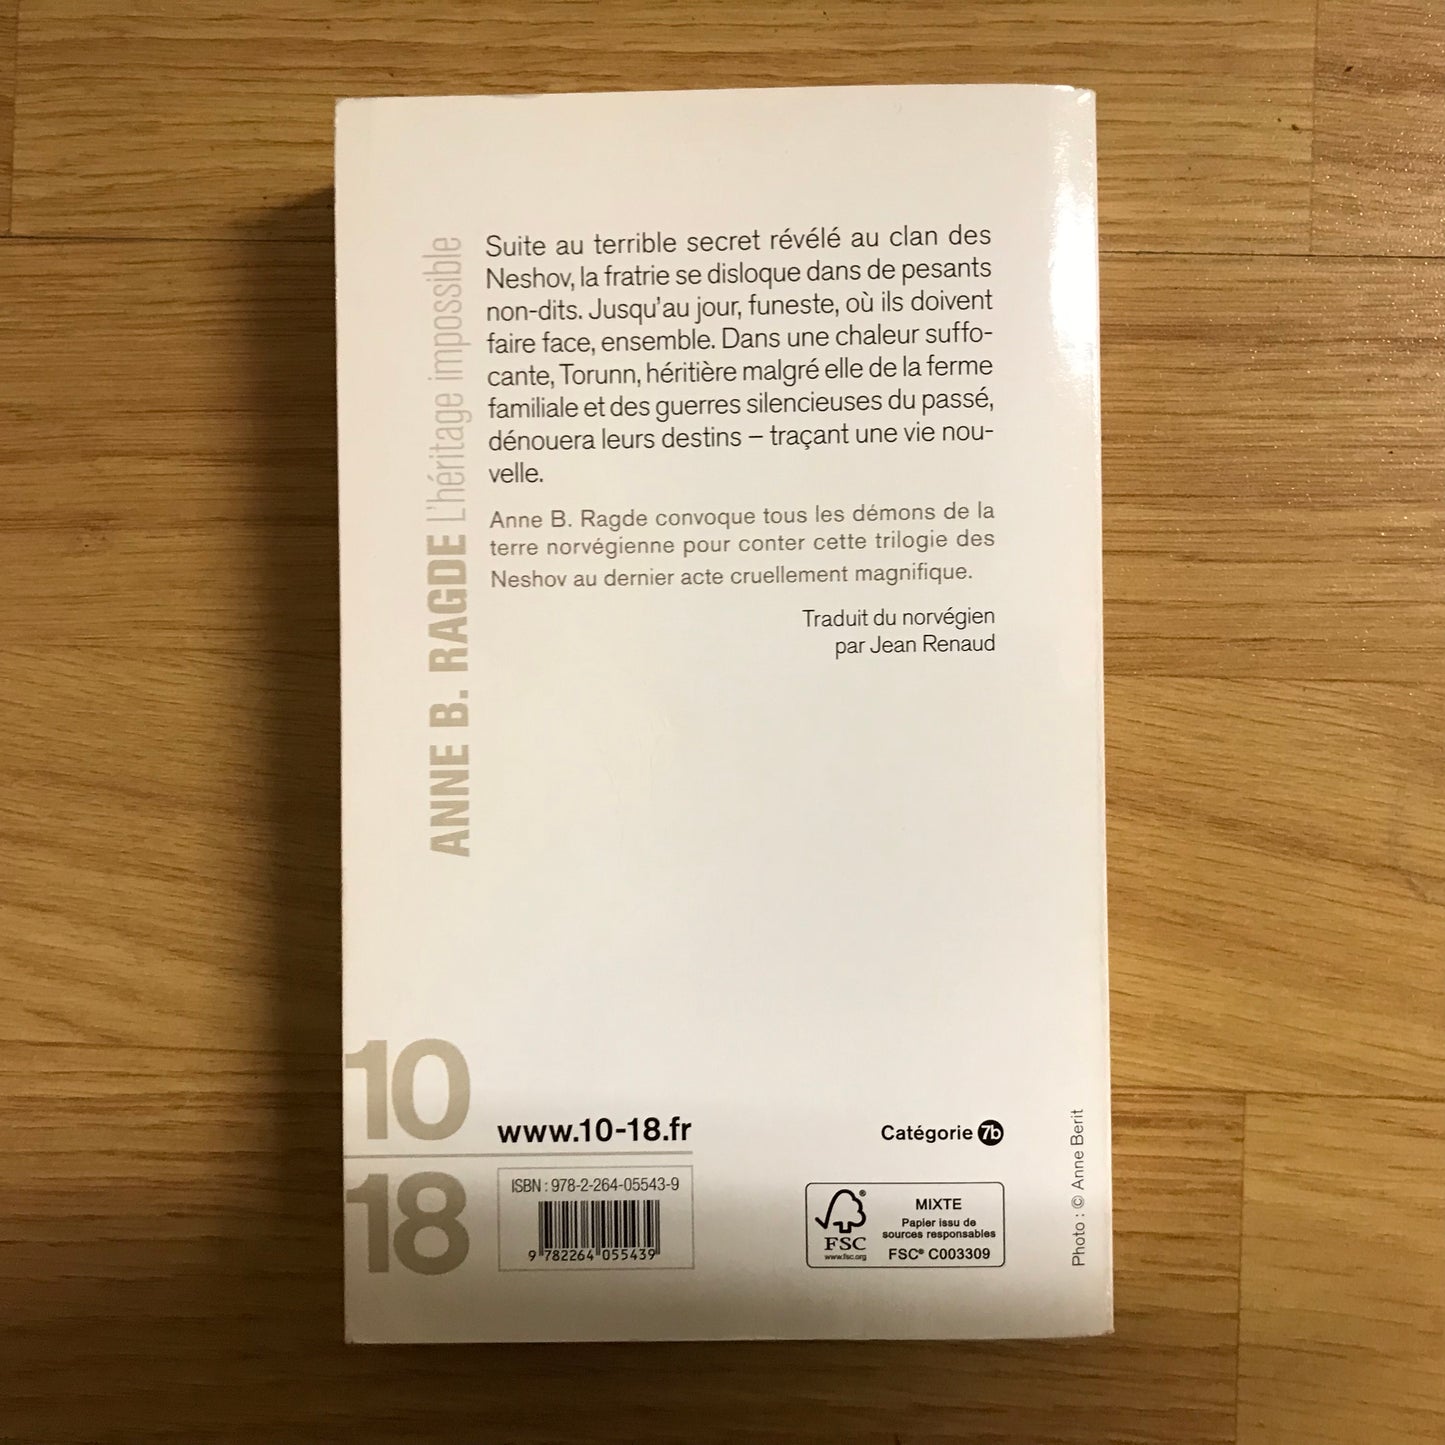 ANNE B. RAGDE L'héritage impossible
Suite au terrible secret révélé au clan des
Neshov, la fratrie se disloque dans de pesants
non-dits. Jusqu'au jour, funeste, où ils doivent
faire face, ensemble. Dans une chaleur suffo-
cante, Torunn, héritière malgré elle de la ferme
familiale et des guerres silencieuses du passé,
dénouera leurs destins – traçant une vie nou-
velle.
Anne B. Ragde convoque tous les démons de la
terre norvégienne pour conter cette trilogie des
Neshov au dernier acte cruellement magnifique.
Traduit du norvégien
par Jean Renaud
10
18
www.10-18.fr
ISBN : 978-2-264-05543-9
9 782264 055439
Catégorie 7b
FSC
www.fsc.org
MIXTE
Papier issu de
sources responsables
FSC® C003309
Photo : © Anne Berit